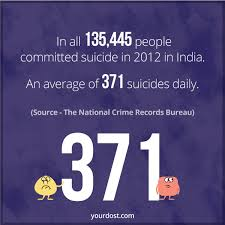 In all 135,445 people
committed suicide in 2012 in India.
An average of 371 suicides daily.
(Source - The National Crime Records Bureau)
371
yourdost.com